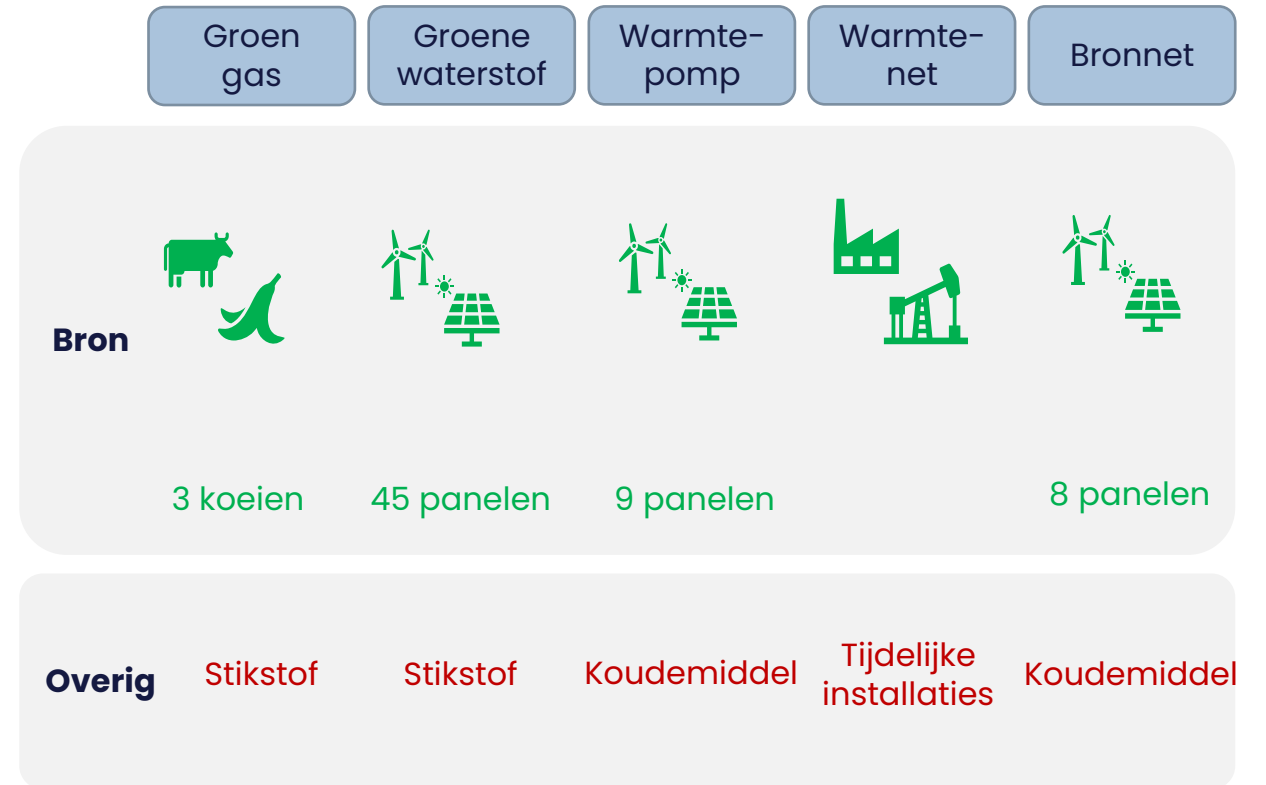 Groen
gas
Groene
waterstof
Warmte-
pomp
Warmte-
net
Bronnet
Bron
3 koeien
45 panelen
9 panelen
8 panelen
Overig
Stikstof
Stikstof
Koudemiddel
Tijdelijke
installaties
Koudemiddel